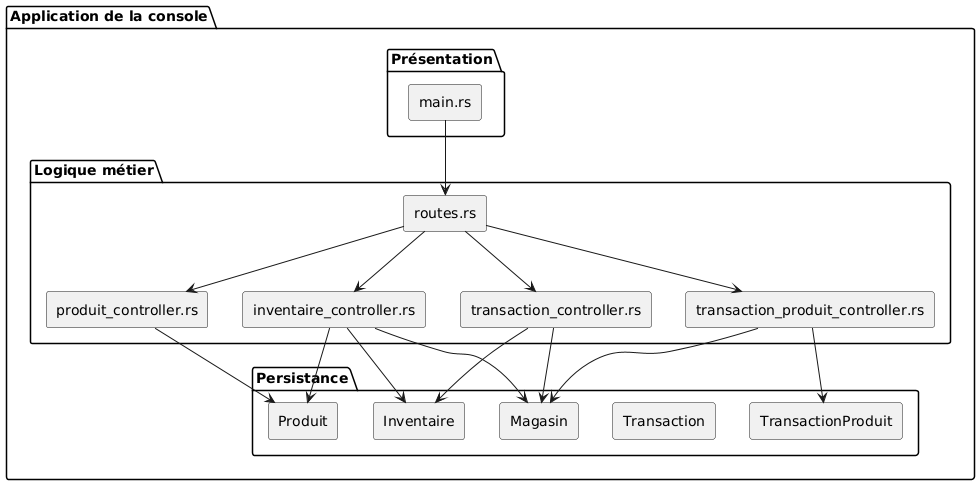 Application de la console
Présentation
main.rs
Logique métier
routes.rs
produit_controller.rs
inventaire_controller.rs
transaction_controller.rs
transaction_produit_controller.rs
Persistance
Produit
Inventaire
Magasin
Transaction
TransactionProduit